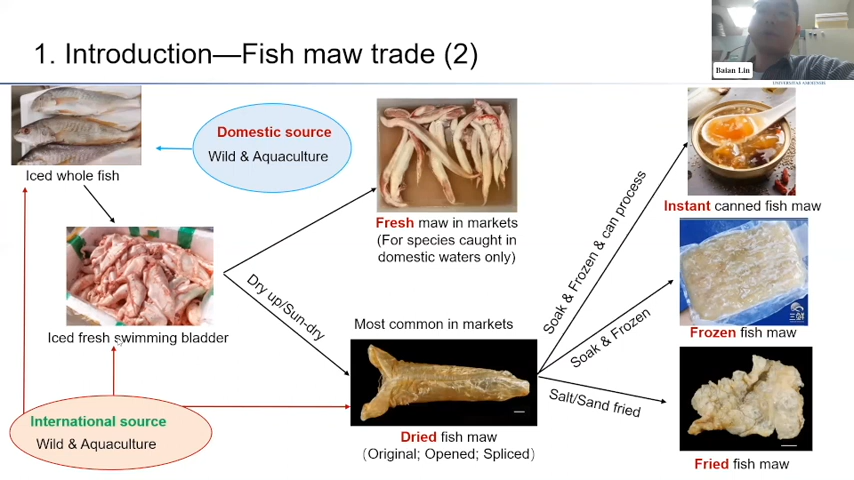 1. Introduction—Fish maw trade (2)
Baian Lin
UNIVERSITAS AMOIENSIS
Domestic source
Wild & Aquaculture
Iced whole fish
Iced fresh swimming bladder
International source
Wild & Aquaculture
Fresh maw in markets
(For species caught in
domestic waters only)
Dry up/Sun-dry
Most common in markets
Dried fish maw
(Original; Opened; Spliced)
Soak & Frozen & can process
Soak & Frozen
Salt/Sand fried
Instant canned fish maw
Frozen fish maw
Fried fish maw